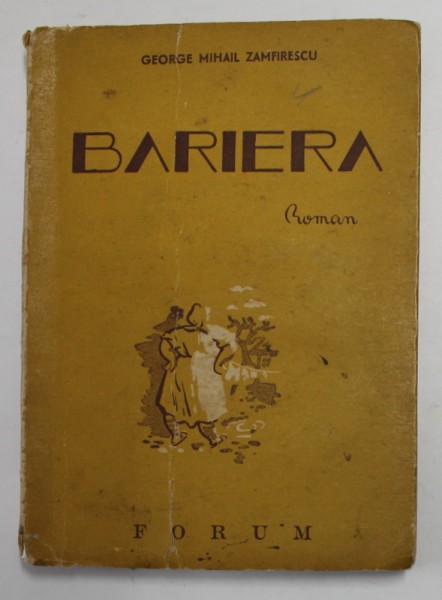 GEORGE MIHAIL ZAMFIRESCU
BARIERA
Roman
FORUM